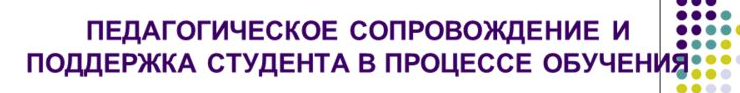 ПЕДАГОГИЧЕСКОЕ СОПРОВОЖДЕНИЕ И
ПОДДЕРЖКА СТУДЕНТА В ПРОЦЕССЕ ОБУЧЕНИЯ